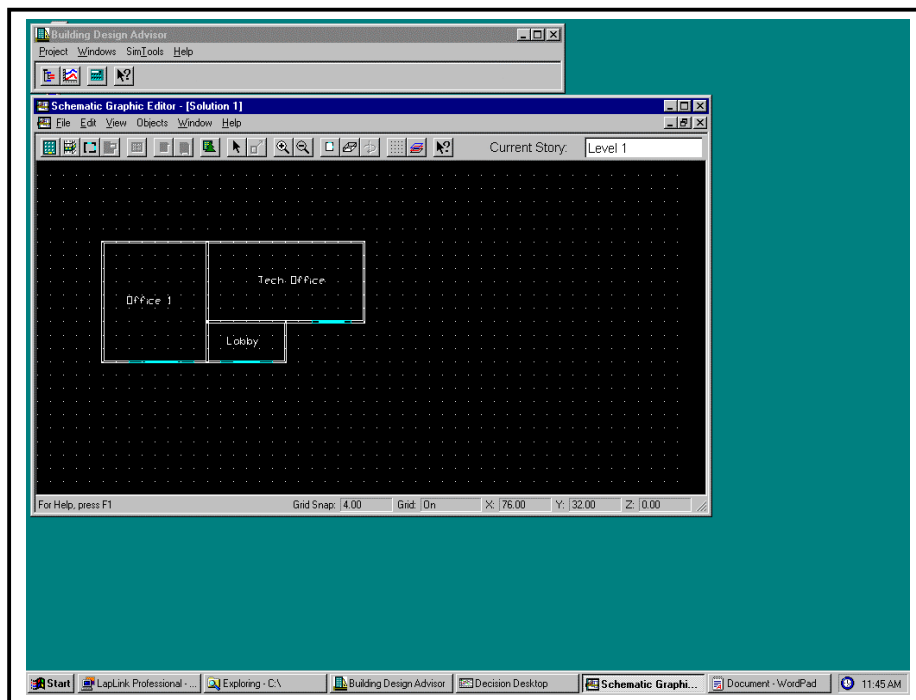 Building Design Advisor
Project Windows SimTools Help
Schematic Graphic Editor - [Solution 1]
File Edit View Objects Window Help
Current Story: Level 1
Tech. Office
Office 1
Lobby
For Help, press F1 Grid Snap: 4.00 Grid: On X: 76.00 Y: 32.00 Z: 0.00
Start LapLink Professional - ... Exploring - C:\ Building Design Advisor Decision Desktop Schematic Graphi... Document - WordPad 11:45 AM